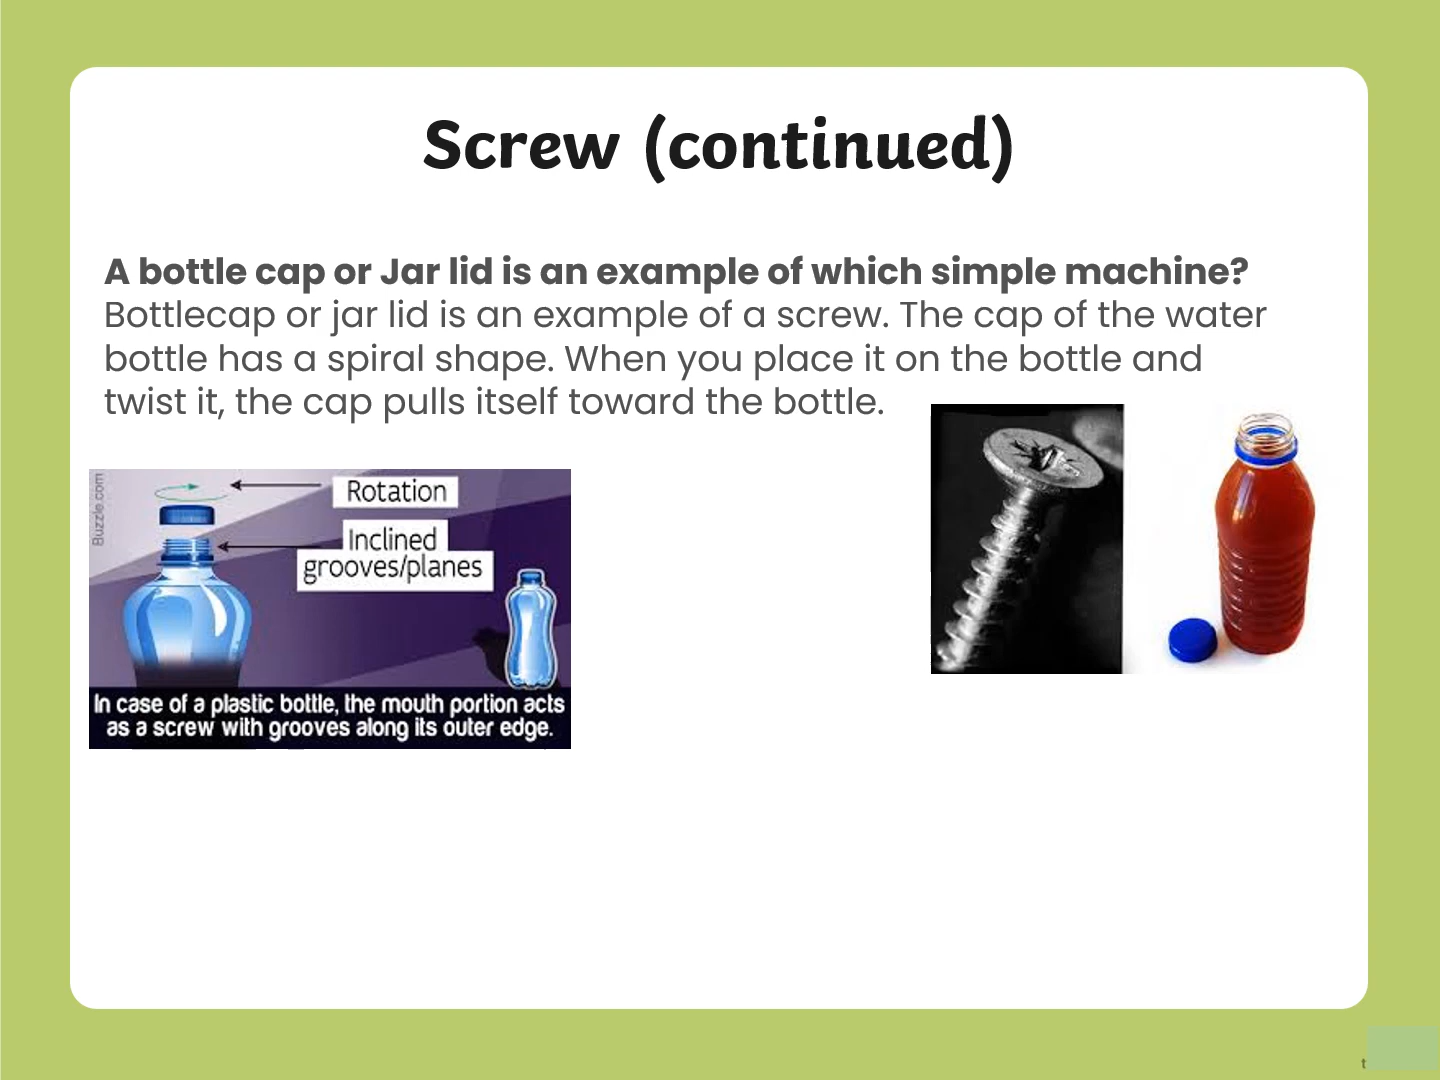 Screw (continued)
A bottle cap or Jar lid is an example of which simple machine?
Bottlecap or jar lid is an example of a screw. The cap of the water
bottle has a spiral shape. When you place it on the bottle and
twist it, the cap pulls itself toward the bottle.
Buzzle.com
Rotation
Inclined
grooves/planes
In case of a plastic bottle, the mouth portion acts
as a screw with grooves along its outer edge.
t